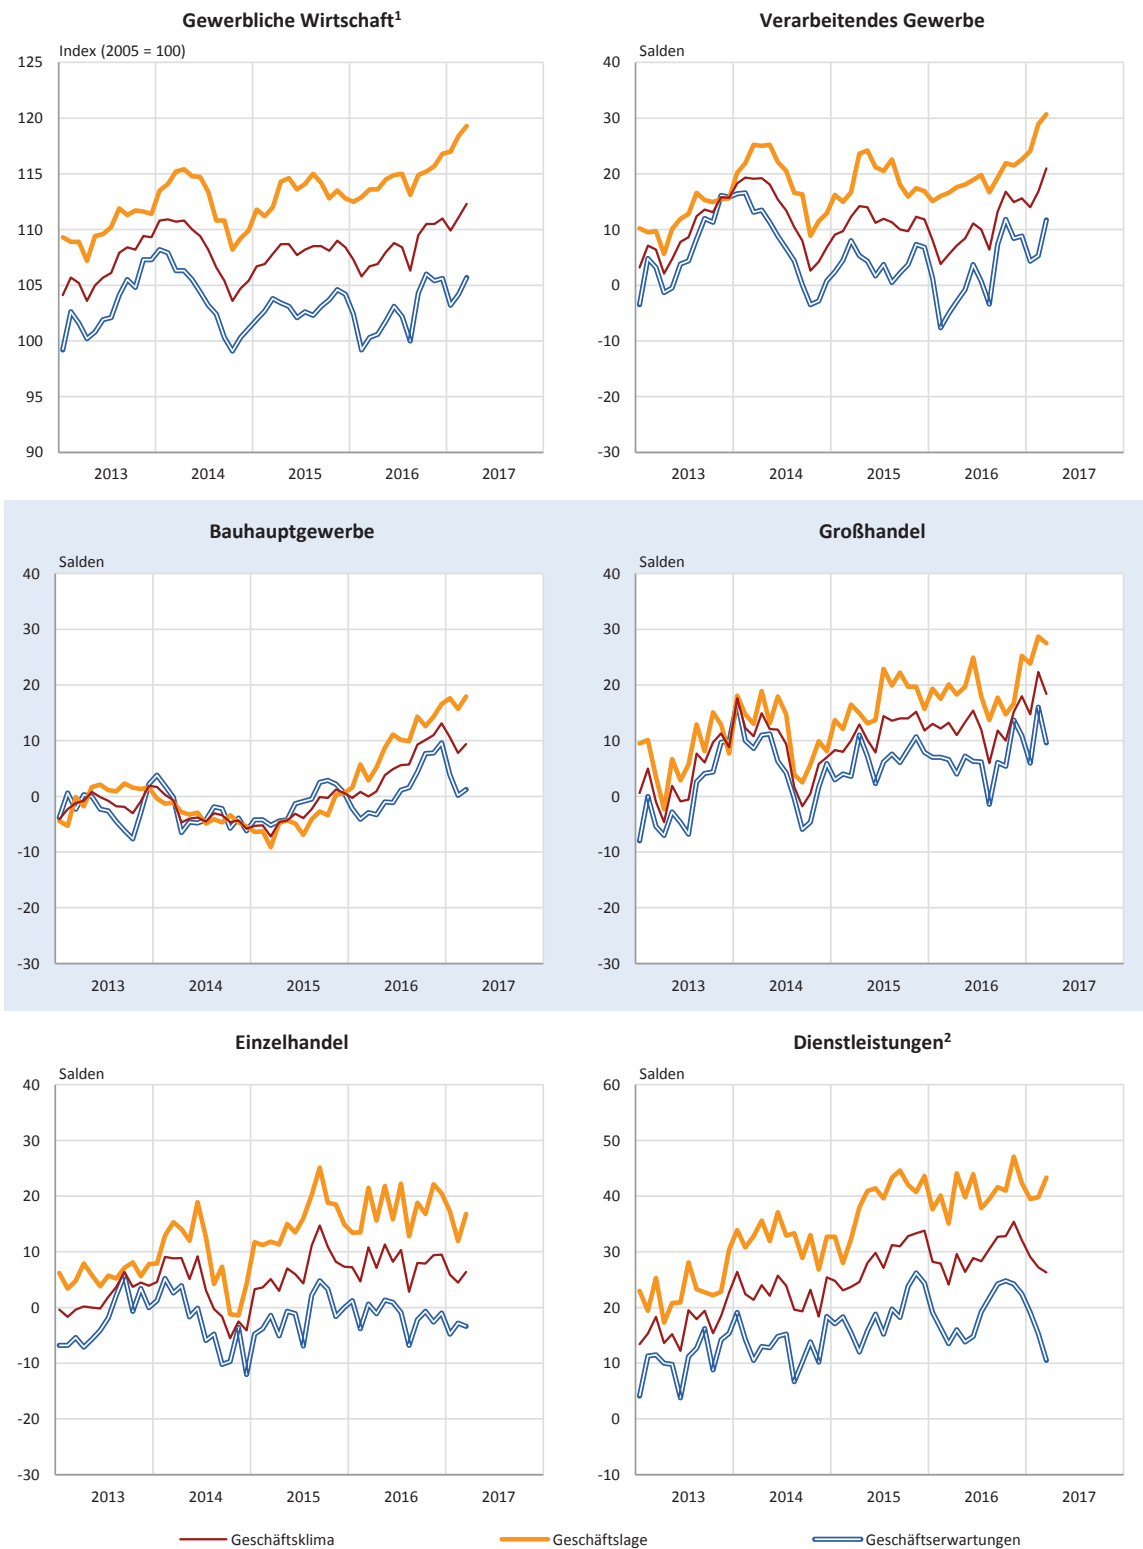 Gewerbliche Wirtschaft¹
Index (2005 = 100)
125
120
115
110
105
100
95
90
2013 2014 2015 2016 2017
Verarbeitendes Gewerbe
Salden
40
30
20
10
0
-10
-20
-30
2013 2014 2015 2016 2017
Bauhauptgewerbe
Salden
40
30
20
10
0
-10
-20
-30
2013 2014 2015 2016 2017
Großhandel
Salden
40
30
20
10
0
-10
-20
-30
2013 2014 2015 2016 2017
Einzelhandel
Salden
40
30
20
10
0
-10
-20
-30
2013 2014 2015 2016 2017
Dienstleistungen²
Salden
60
50
40
30
20
10
0
-10
2013 2014 2015 2016 2017
Geschäftsklima Geschäftslage Geschäftserwartungen